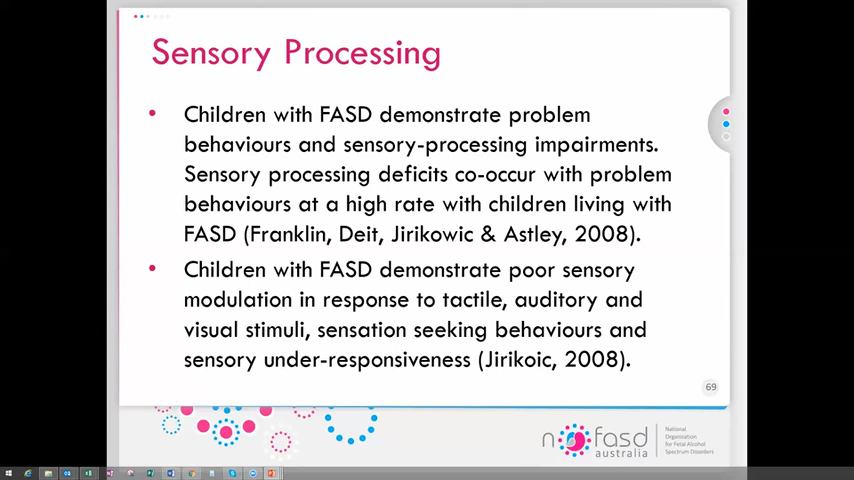 Sensory Processing
• Children with FASD demonstrate problem
behaviours and sensory-processing impairments.
Sensory processing deficits co-occur with problem
behaviours at a high rate with children living with
FASD (Franklin, Deit, Jirikowic & Astley, 2008).
• Children with FASD demonstrate poor sensory
modulation in response to tactile, auditory and
visual stimuli, sensation seeking behaviours and
sensory under-responsiveness (Jirikoic, 2008).
69
nofasd
australia
National
Organisation
for Fetal Alcohol
Spectrum Disorders